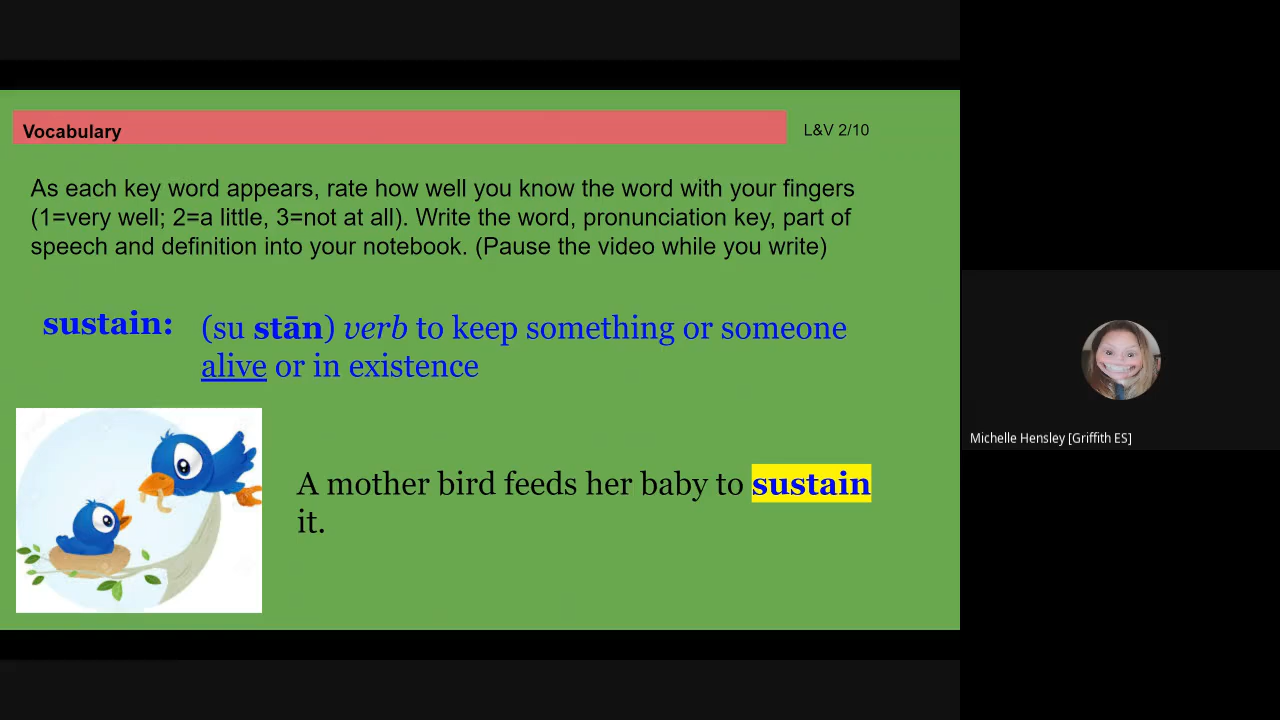 Vocabulary
L&V 2/10
As each key word appears, rate how well you know the word with your fingers
(1=very well; 2=a little, 3=not at all). Write the word, pronunciation key, part of
speech and definition into your notebook. (Pause the video while you write)
sustain: (su stān) verb to keep something or someone
alive or in existence
A mother bird feeds her baby to sustain
it.
Michelle Hensley [Griffith ES]